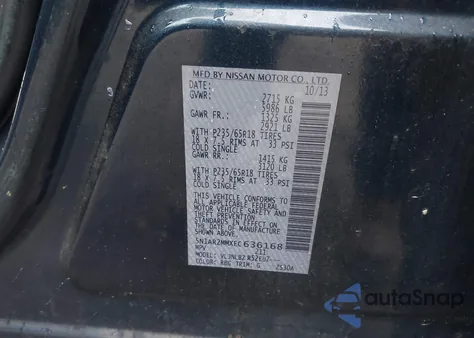 MFD BY NISSAN MOTOR CO., LTD.
DATE: 10/13
GVWR: 2715 KG
5986 LB
GAWR FR.: 1325 KG
2921 LB
WITH P235/65R18 TIRES
18 X 7.5 RIMS AT 33 PSI
COLD SINGLE
GAWR RR.: 1415 KG
3120 LB
WITH P235/65R18 TIRES
18 X 7.5 RIMS AT 33 PSI
COLD SINGLE
THIS VEHICLE CONFORMS
TO ALL APPLICABLE FEDERAL
MOTOR VEHICLE SAFETY AND
THEFT PREVENTION
STANDARDS IN EFFECT ON
THE DATE OF MANUFACTURE
SHOWN ABOVE.
5N1AR2MMXEC636168
MPV 211
MODEL:
COLOR: RBG TRIM: G 25304
autoSnap